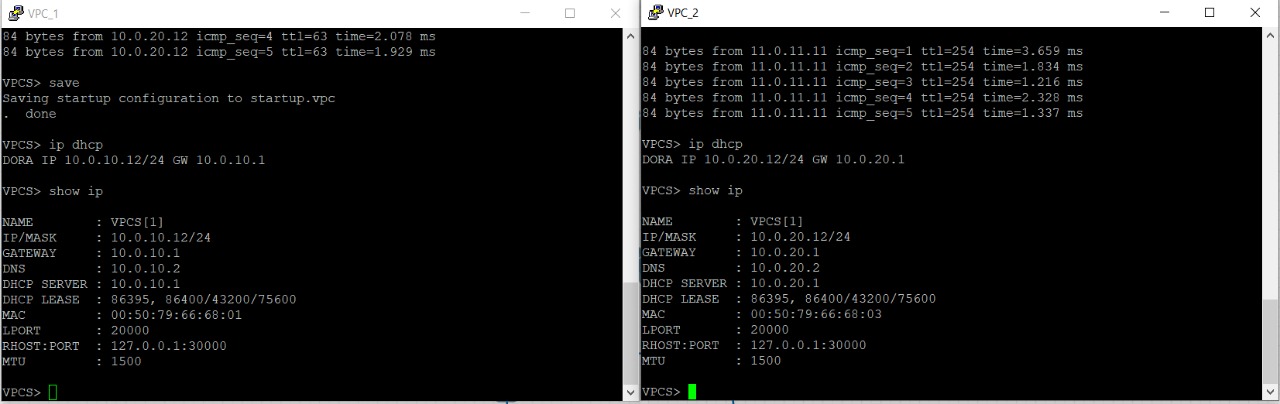 VPC_1
84 bytes from 10.0.20.12 icmp_seq=4 ttl=63 time=2.078 ms
84 bytes from 10.0.20.12 icmp_seq=5 ttl=63 time=1.929 ms
VPCS> save
Saving startup configuration to startup.vpc
.  done
VPCS> ip dhcp
DORA IP 10.0.10.12/24 GW 10.0.10.1
VPCS> show ip
NAME        : VPCS[1]
IP/MASK     : 10.0.10.12/24
GATEWAY     : 10.0.10.1
DNS         : 10.0.10.2
DHCP SERVER : 10.0.10.1
DHCP LEASE  : 86395, 86400/43200/75600
MAC         : 00:50:79:66:68:01
LPORT       : 20000
RHOST:PORT  : 127.0.0.1:30000
MTU         : 1500
VPCS>
VPC_2
84 bytes from 11.0.11.11 icmp_seq=1 ttl=254 time=3.659 ms
84 bytes from 11.0.11.11 icmp_seq=2 ttl=254 time=1.834 ms
84 bytes from 11.0.11.11 icmp_seq=3 ttl=254 time=1.216 ms
84 bytes from 11.0.11.11 icmp_seq=4 ttl=254 time=2.328 ms
84 bytes from 11.0.11.11 icmp_seq=5 ttl=254 time=1.337 ms
VPCS> ip dhcp
DORA IP 10.0.20.12/24 GW 10.0.20.1
VPCS> show ip
NAME        : VPCS[1]
IP/MASK     : 10.0.20.12/24
GATEWAY     : 10.0.20.1
DNS         : 10.0.20.2
DHCP SERVER : 10.0.20.1
DHCP LEASE  : 86395, 86400/43200/75600
MAC         : 00:50:79:66:68:03
LPORT       : 20000
RHOST:PORT  : 127.0.0.1:30000
MTU         : 1500
VPCS>